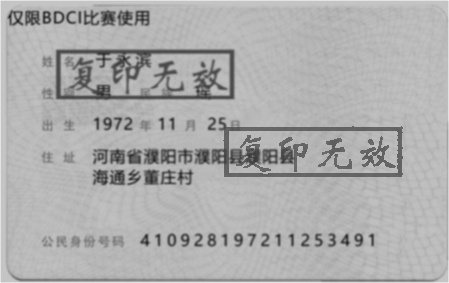 仅限BDCI比赛使用
姓名 于永滨
复印无效
性别 男 民族 瑶
出生 1972 年 11 月 25 日
复印无效
住址 河南省濮阳市濮阳县濮阳县
海通乡董庄村
公民身份号码 410928197211253491